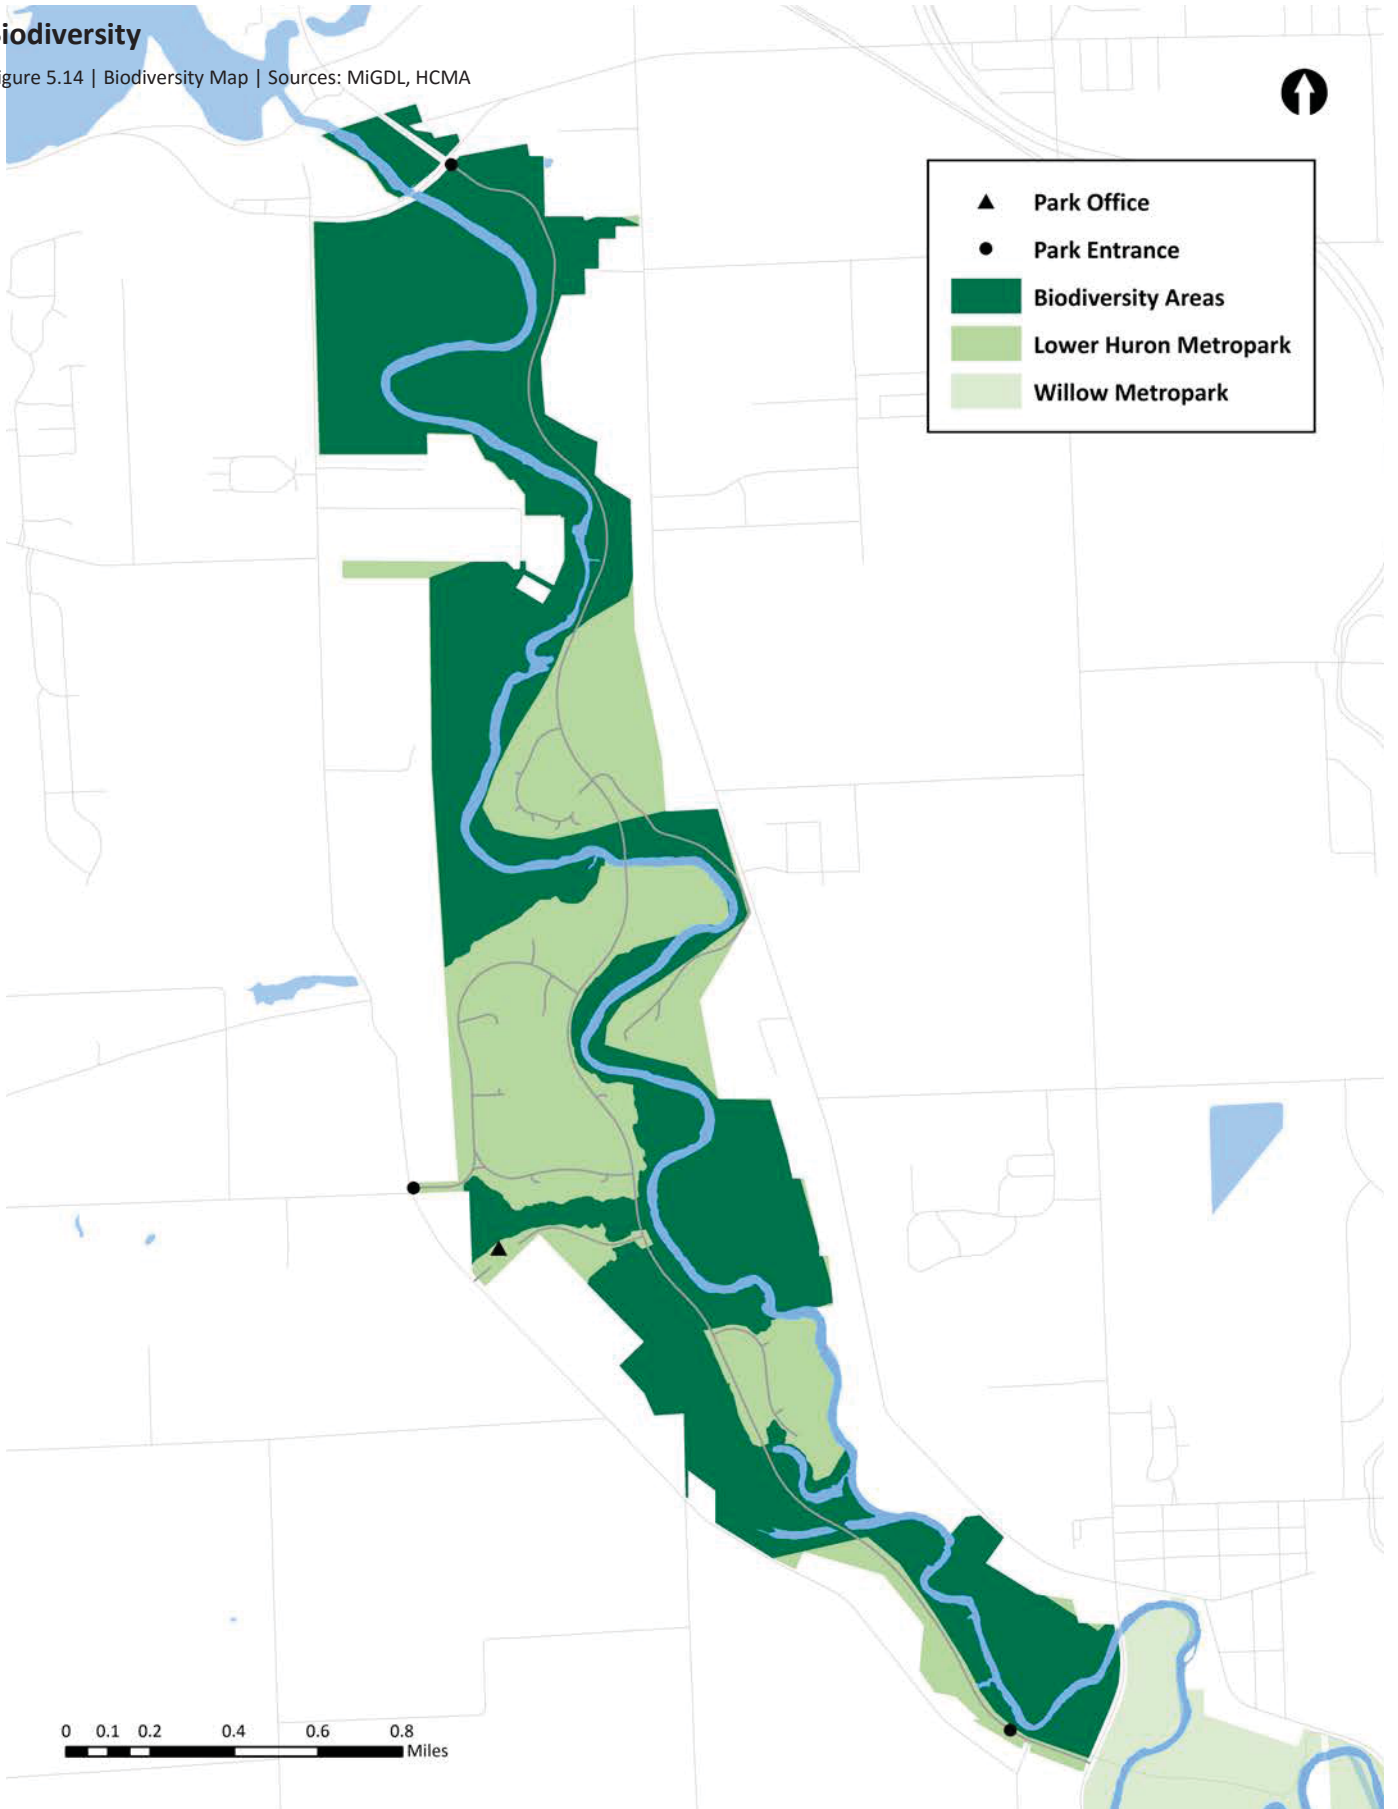 iodiversity
igure 5.14 | Biodiversity Map | Sources: MiGDL, HCMA
Park Office
Park Entrance
Biodiversity Areas
Lower Huron Metropark
Willow Metropark
0 0.1 0.2 0.4 0.6 0.8
Miles